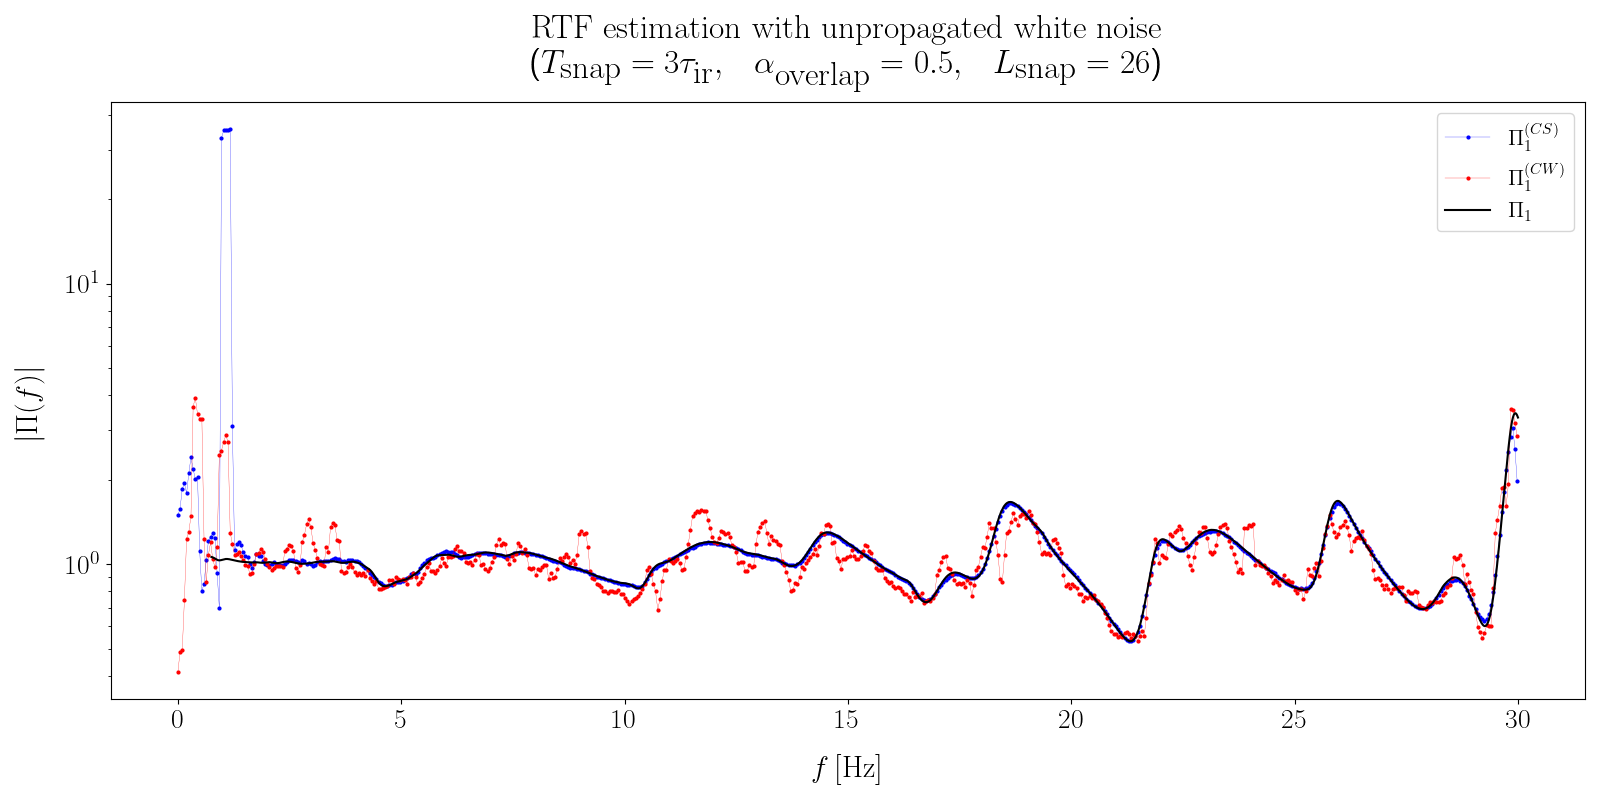 RTF estimation with unpropagated white noise
(T_snap = 3τ_ir, α_overlap = 0.5, L_snap = 26)
Π_1^(CS)
Π_1^(CW)
Π_1
10^1
10^0
|Π(f)|
0 5 10 15 20 25 30
f [Hz]